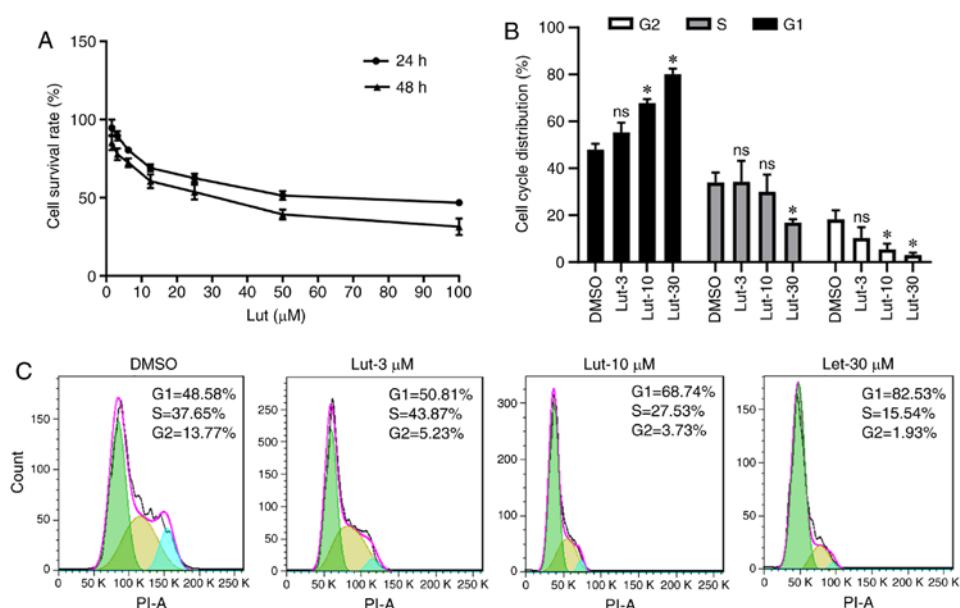 A
Cell survival rate (%)
150
100
50
0
0 10 20 30 40 50 60 70 80 90 100
Lut (μM)
24 h
48 h
B
G2 S G1
Cell cycle distribution (%)
100
80
60
40
20
0
ns * *
ns ns *
ns * *
DMSO Lut-3 Lut-10 Lut-30 DMSO Lut-3 Lut-10 Lut-30 DMSO Lut-3 Lut-10 Lut-30
C
Count
DMSO
G1=48.58%
S=37.65%
G2=13.77%
150
100
50
0
0 50 K 100 K 150 K 200 K 250 K
PI-A
Lut-3 μM
G1=50.81%
S=43.87%
G2=5.23%
250
500
150
100
50
0
0 50 K 100 K 150 K 200 K 250 K
PI-A
Lut-10 μM
G1=68.74%
S=27.53%
G2=3.73%
300
200
100
0
0 50 K 100 K 150 K 200 K 250 K
PI-A
Let-30 μM
G1=82.53%
S=15.54%
G2=1.93%
150
100
50
0
0 50 K 100 K 150 K 200 K 250 K
PI-A